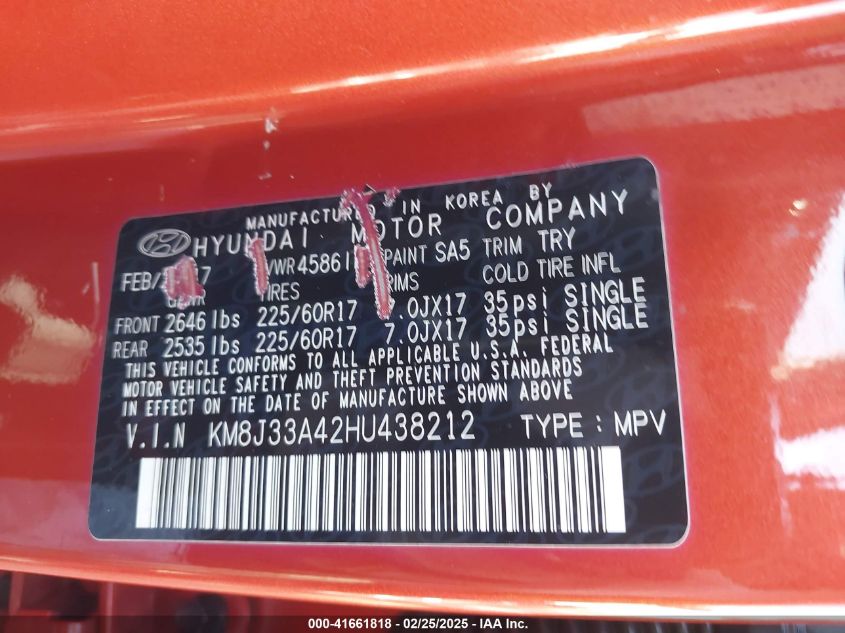 MANUFACTURED IN KOREA BY
HYUNDAI MOTOR COMPANY
FEB/ 7 VWR 4586 PAINT SA5 TRIM TRY
TIRES COLD TIRE INFL
FRONT 2646 lbs 225/60R17 7.0JX17 35psi SINGLE
REAR 2535 lbs 225/60R17 7.0JX17 35psi SINGLE
THIS VEHICLE CONFORMS TO ALL APPLICABLE U.S.A. FEDERAL
MOTOR VEHICLE SAFETY AND THEFT PREVENTION STANDARDS
IN EFFECT ON THE DATE OF MANUFACTURE SHOWN ABOVE
V.I.N KM8J33A42HU438212 TYPE : MPV
000-41661818 - 02/25/2025 - IAA Inc.